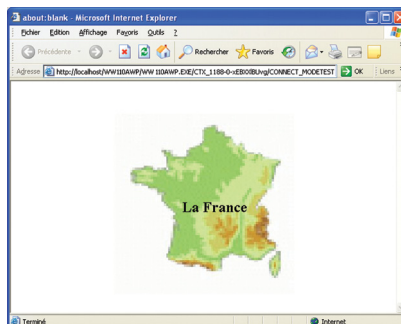 about:blank - Microsoft Internet Explorer
Fichier Edition Affichage Favoris Outils ?
Précédente Rechercher Favoris
Adresse http://localhost/WW110AWP/WW110AWP.EXE/CTX_1188-0-xEBIXlBUvg/CONNECT_MODETEST OK Liens
La France
Terminé Internet